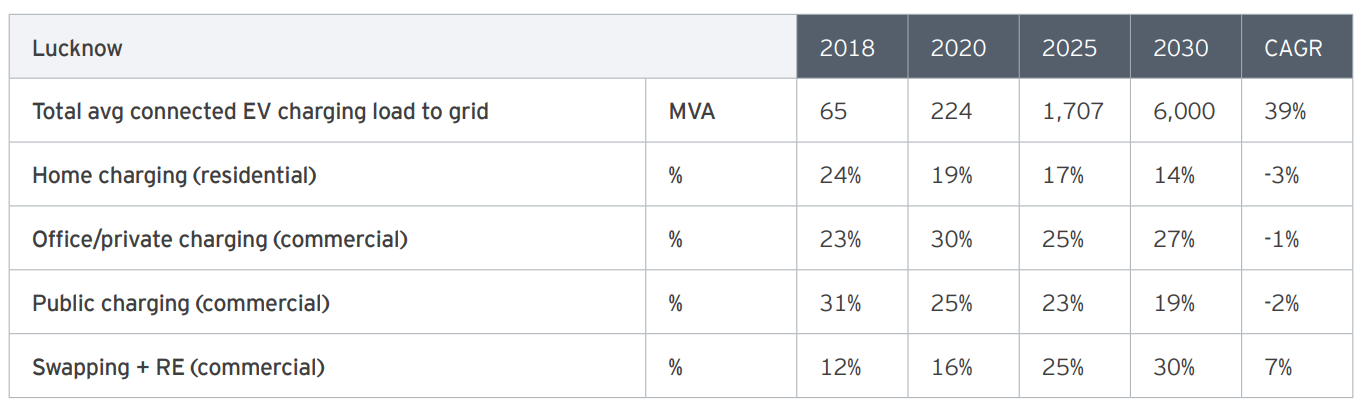 Lucknow 2018 2020 2025 2030 CAGR
Total avg connected EV charging load to grid MVA 65 224 1,707 6,000 39%
Home charging (residential) % 24% 19% 17% 14% -3%
Office/private charging (commercial) % 23% 30% 25% 27% -1%
Public charging (commercial) % 31% 25% 23% 19% -2%
Swapping + RE (commercial) % 12% 16% 25% 30% 7%